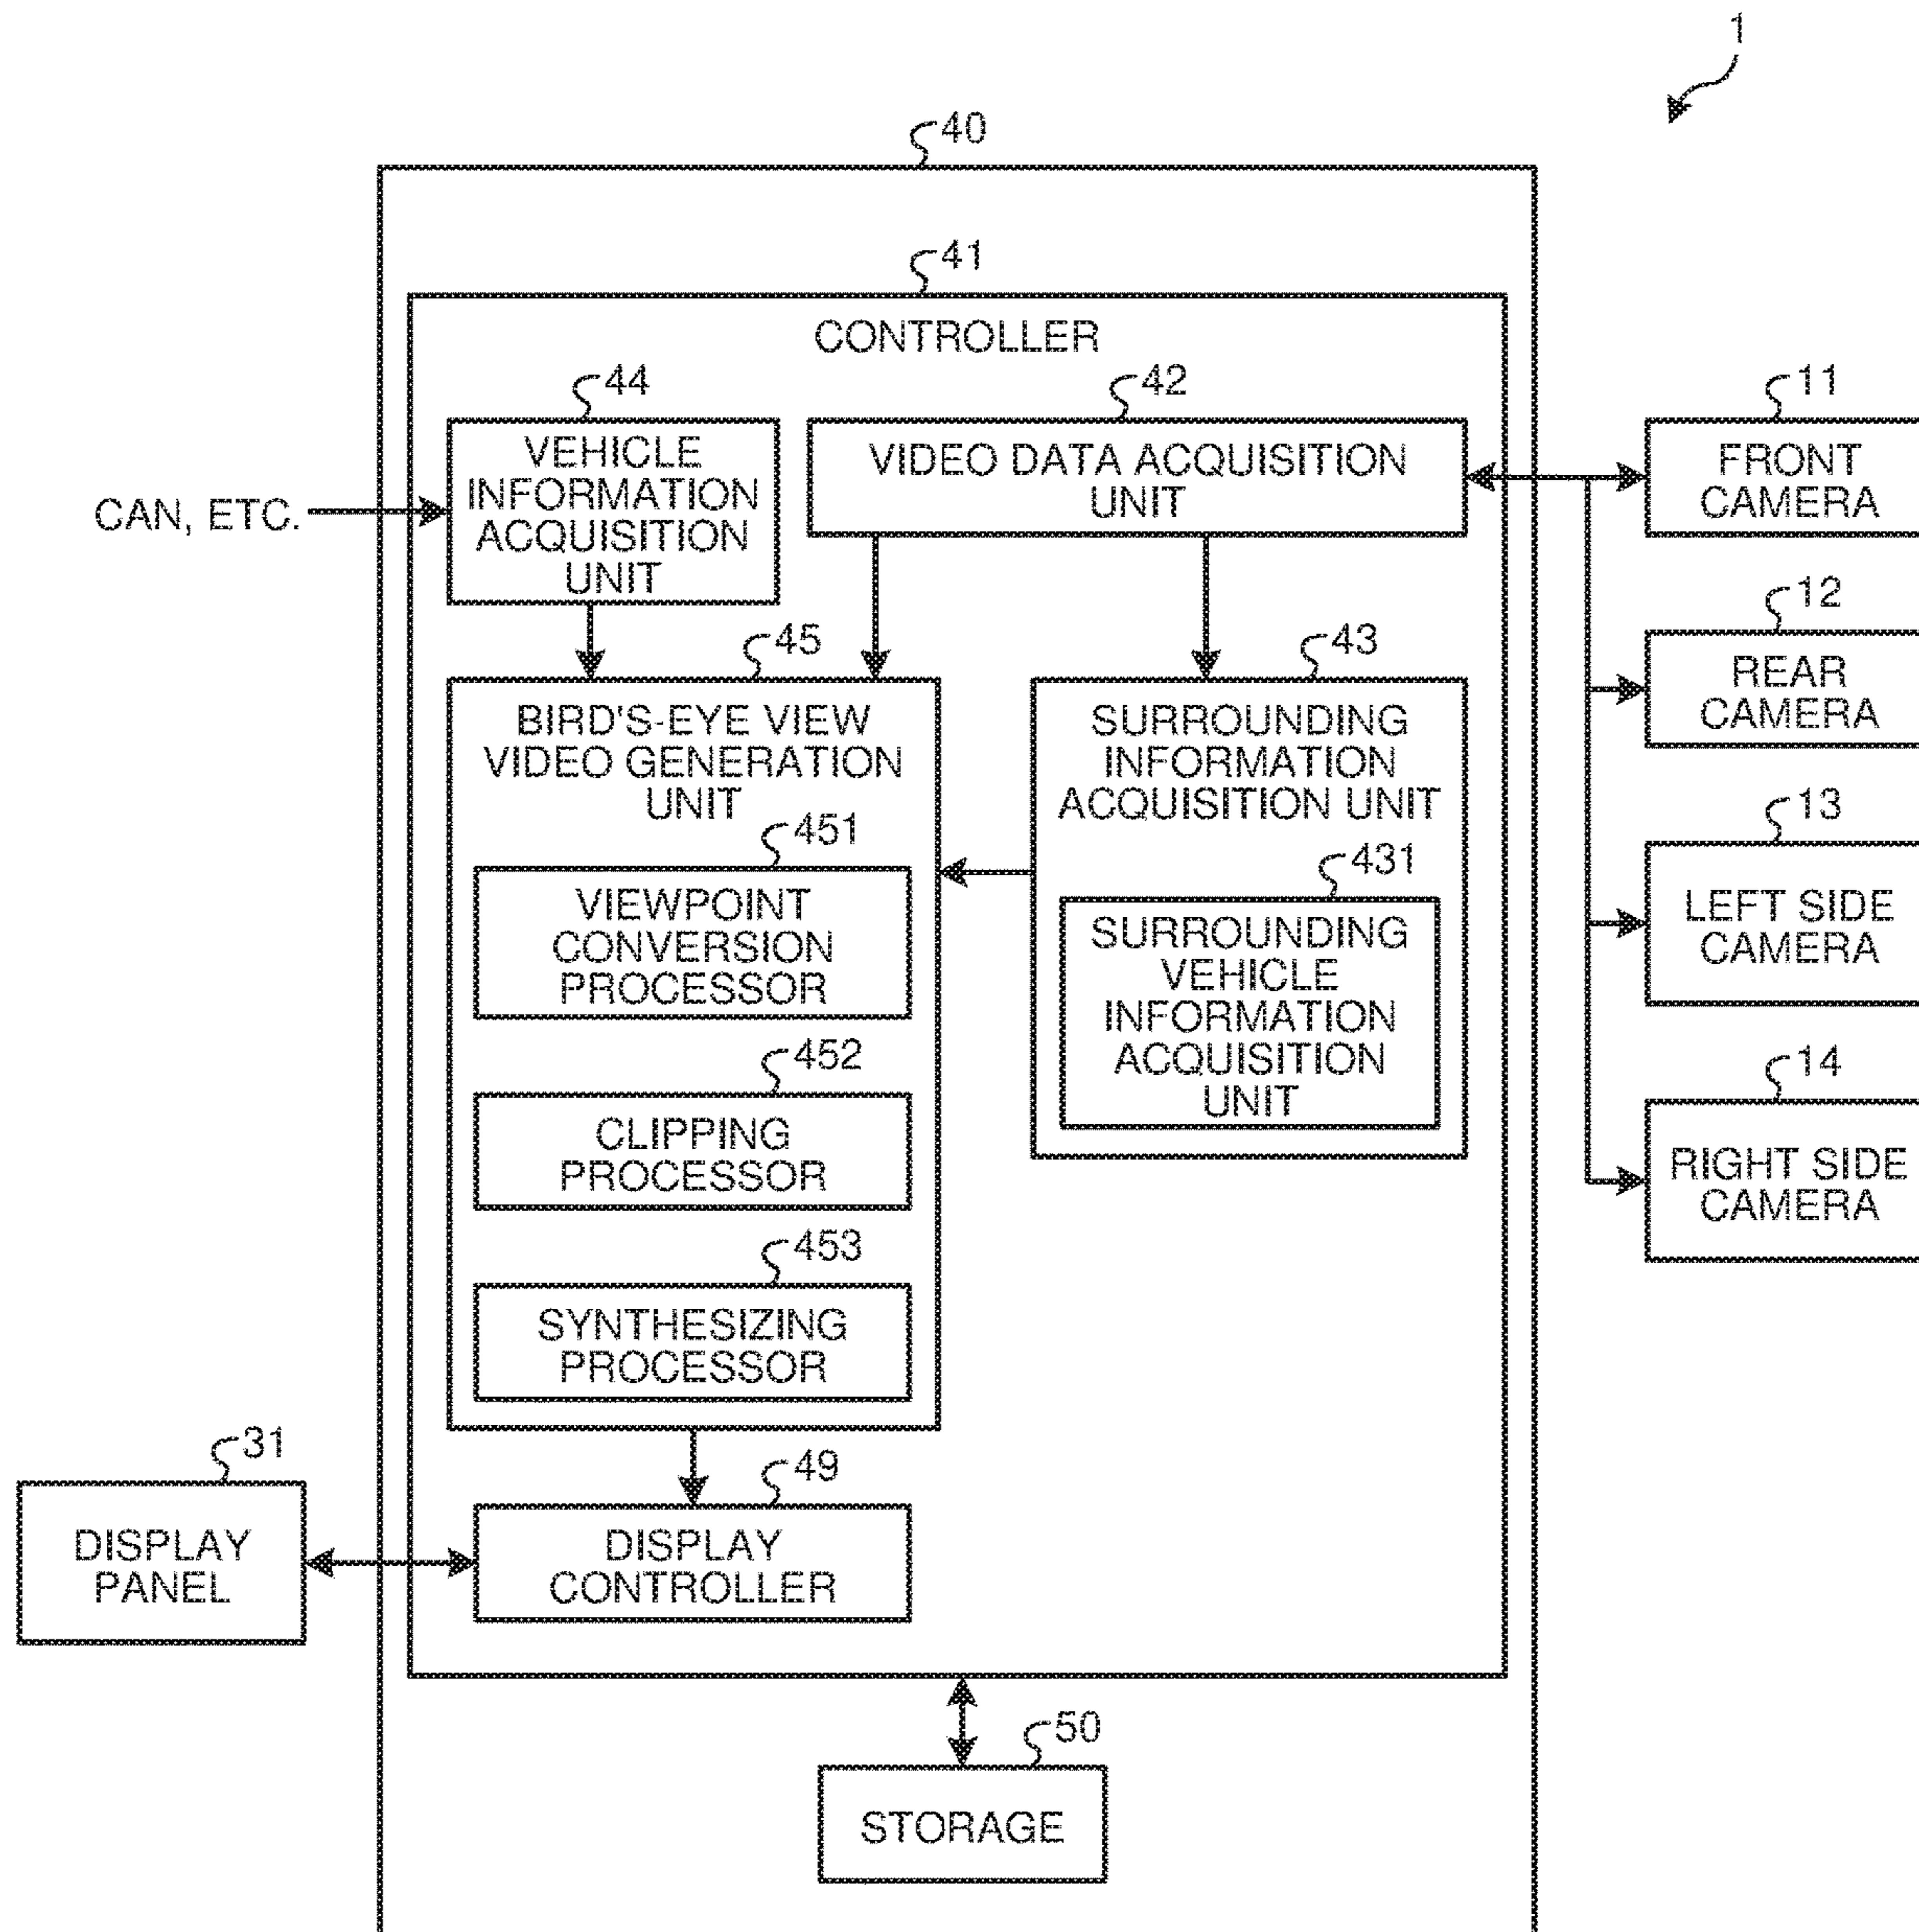 1
40
41
CONTROLLER
44
42
11
VEHICLE
INFORMATION
ACQUISITION
UNIT
VIDEO DATA ACQUISITION
UNIT
FRONT
CAMERA
CAN, ETC.
12
REAR
CAMERA
45
43
BIRD'S-EYE VIEW
VIDEO GENERATION
UNIT
SURROUNDING
INFORMATION
ACQUISITION UNIT
13
LEFT SIDE
CAMERA
451
VIEWPOINT
CONVERSION
PROCESSOR
431
SURROUNDING
VEHICLE
INFORMATION
ACQUISITION
UNIT
14
RIGHT SIDE
CAMERA
452
CLIPPING
PROCESSOR
453
SYNTHESIZING
PROCESSOR
31
DISPLAY
PANEL
49
DISPLAY
CONTROLLER
50
STORAGE